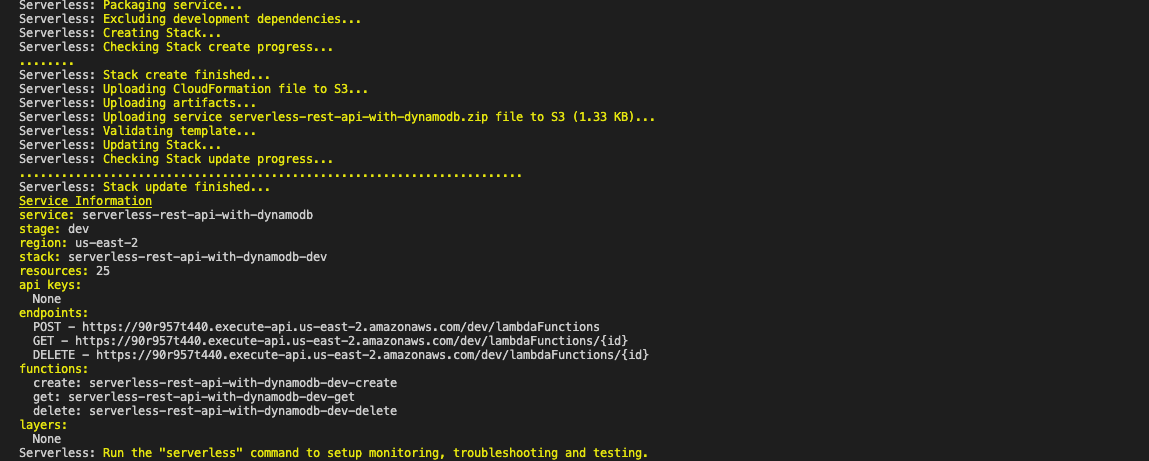 Serverless: Packaging service...
Serverless: Excluding development dependencies...
Serverless: Creating Stack...
Serverless: Checking Stack create progress...
........
Serverless: Stack create finished...
Serverless: Uploading CloudFormation file to S3...
Serverless: Uploading artifacts...
Serverless: Uploading service serverless-rest-api-with-dynamodb.zip file to S3 (1.33 KB)...
Serverless: Validating template...
Serverless: Updating Stack...
Serverless: Checking Stack update progress...
........................................................................
Serverless: Stack update finished...
Service Information
service: serverless-rest-api-with-dynamodb
stage: dev
region: us-east-2
stack: serverless-rest-api-with-dynamodb-dev
resources: 25
api keys:
  None
endpoints:
  POST - https://90r957t440.execute-api.us-east-2.amazonaws.com/dev/lambdaFunctions
  GET - https://90r957t440.execute-api.us-east-2.amazonaws.com/dev/lambdaFunctions/{id}
  DELETE - https://90r957t440.execute-api.us-east-2.amazonaws.com/dev/lambdaFunctions/{id}
functions:
  create: serverless-rest-api-with-dynamodb-dev-create
  get: serverless-rest-api-with-dynamodb-dev-get
  delete: serverless-rest-api-with-dynamodb-dev-delete
layers:
  None
Serverless: Run the "serverless" command to setup monitoring, troubleshooting and testing.